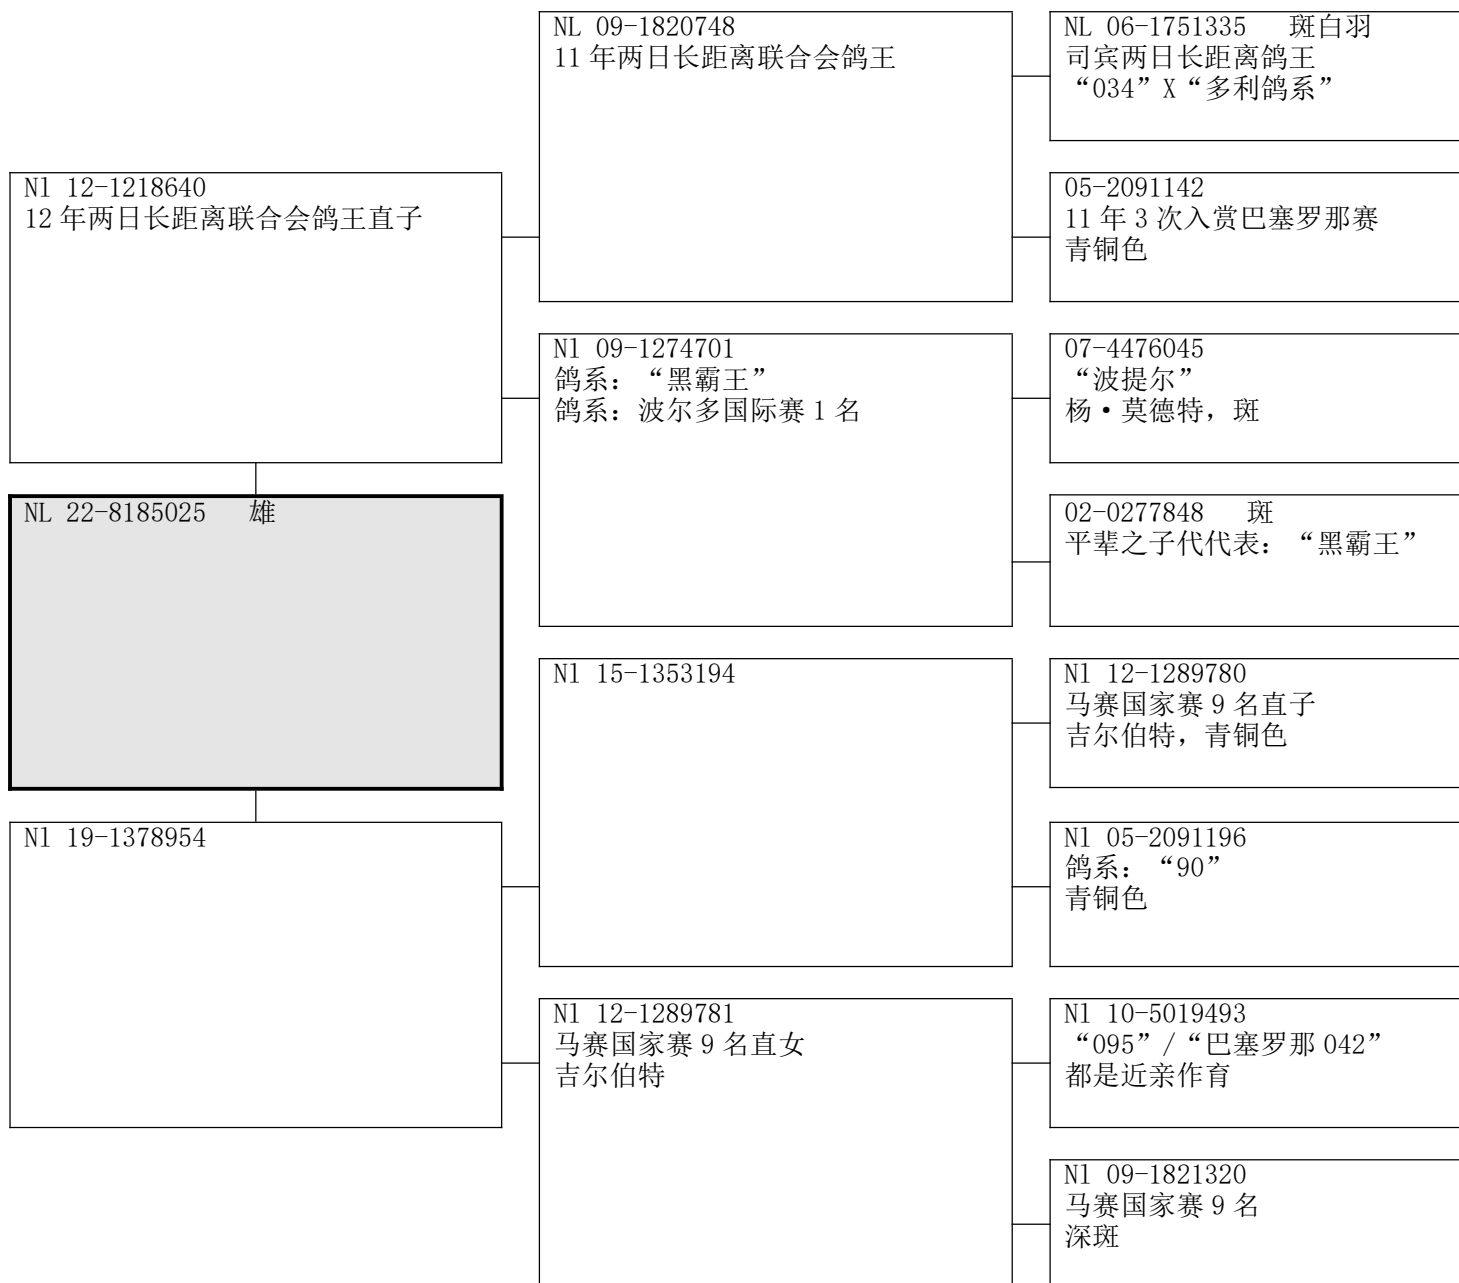 NL 09-1820748
11年两日长距离联合会鸽王
NL 06-1751335 斑白羽
司宾两日长距离鸽王
“034”X“多利鸽系”
Nl 12-1218640
12年两日长距离联合会鸽王直子
05-2091142
11年3次入赏巴塞罗那赛
青铜色
Nl 09-1274701
鸽系：“黑霸王”
鸽系：波尔多国际赛1名
07-4476045
“波提尔”
杨·莫德特，斑
NL 22-8185025 雄
02-0277848 斑
平辈之子代代表：“黑霸王”
Nl 15-1353194
Nl 12-1289780
马赛国家赛9名直子
吉尔伯特，青铜色
Nl 19-1378954
Nl 05-2091196
鸽系：“90”
青铜色
Nl 12-1289781
马赛国家赛9名直女
吉尔伯特
Nl 10-5019493
“095”/“巴塞罗那042”
都是近亲作育
Nl 09-1821320
马赛国家赛9名
深斑